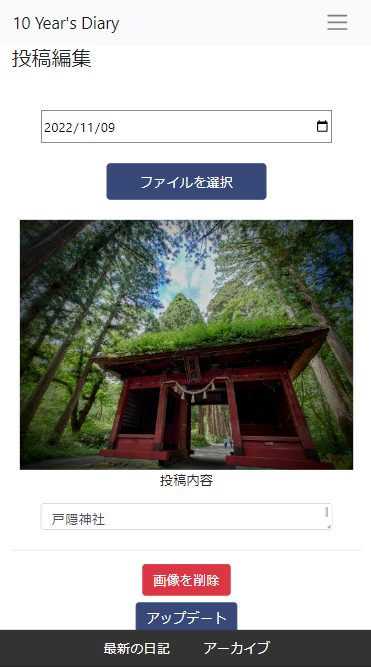 10 Year's Diary
投稿編集
2022/11/09
ファイルを選択
投稿内容
戸隠神社
画像を削除
アップデート
最新の日記 アーカイブ